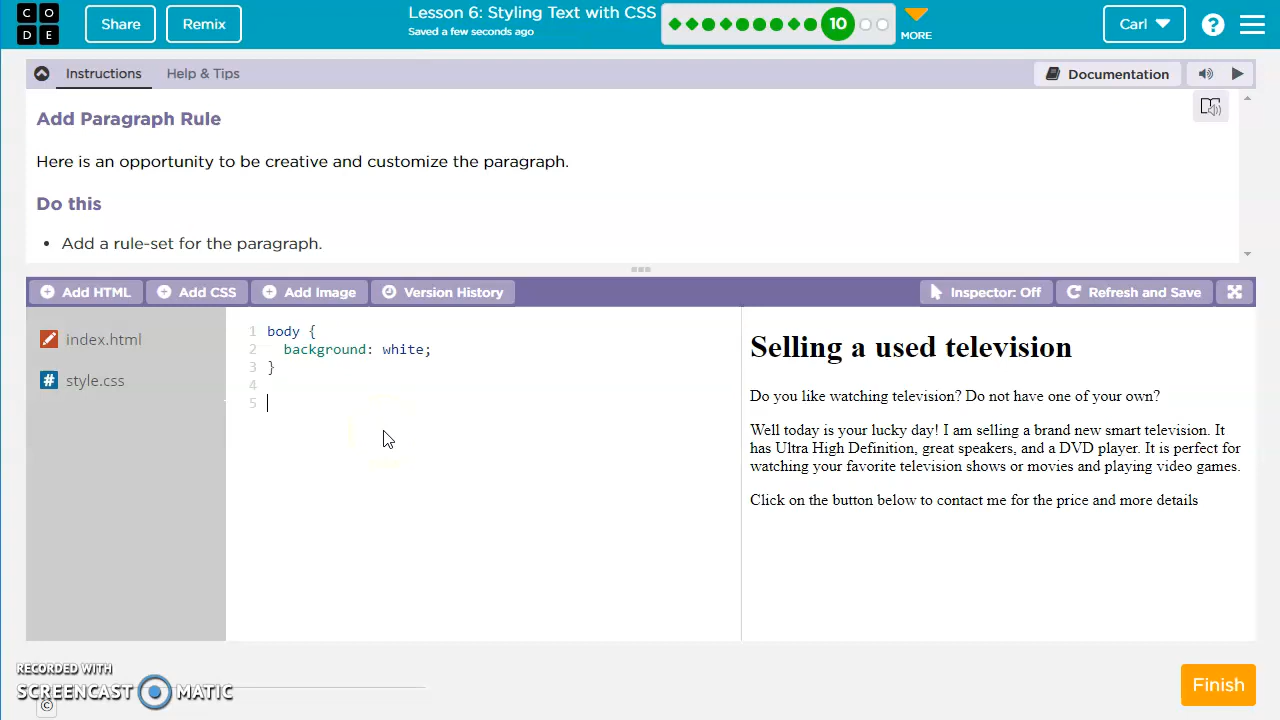 C O
D E
Share
Remix
Lesson 6: Styling Text with CSS
Saved a few seconds ago
10
MORE
Carl
?
Instructions
Help & Tips
Documentation
Add Paragraph Rule
Here is an opportunity to be creative and customize the paragraph.
Do this
• Add a rule-set for the paragraph.
Add HTML
Add CSS
Add Image
Version History
Inspector: Off
Refresh and Save
index.html
# style.css
1 body {
2 background: white;
3 }
4
5
Selling a used television
Do you like watching television? Do not have one of your own?
Well today is your lucky day! I am selling a brand new smart television. It
has Ultra High Definition, great speakers, and a DVD player. It is perfect for
watching your favorite television shows or movies and playing video games.
Click on the button below to contact me for the price and more details
RECORDED WITH
SCREENCAST MATIC
©
Finish